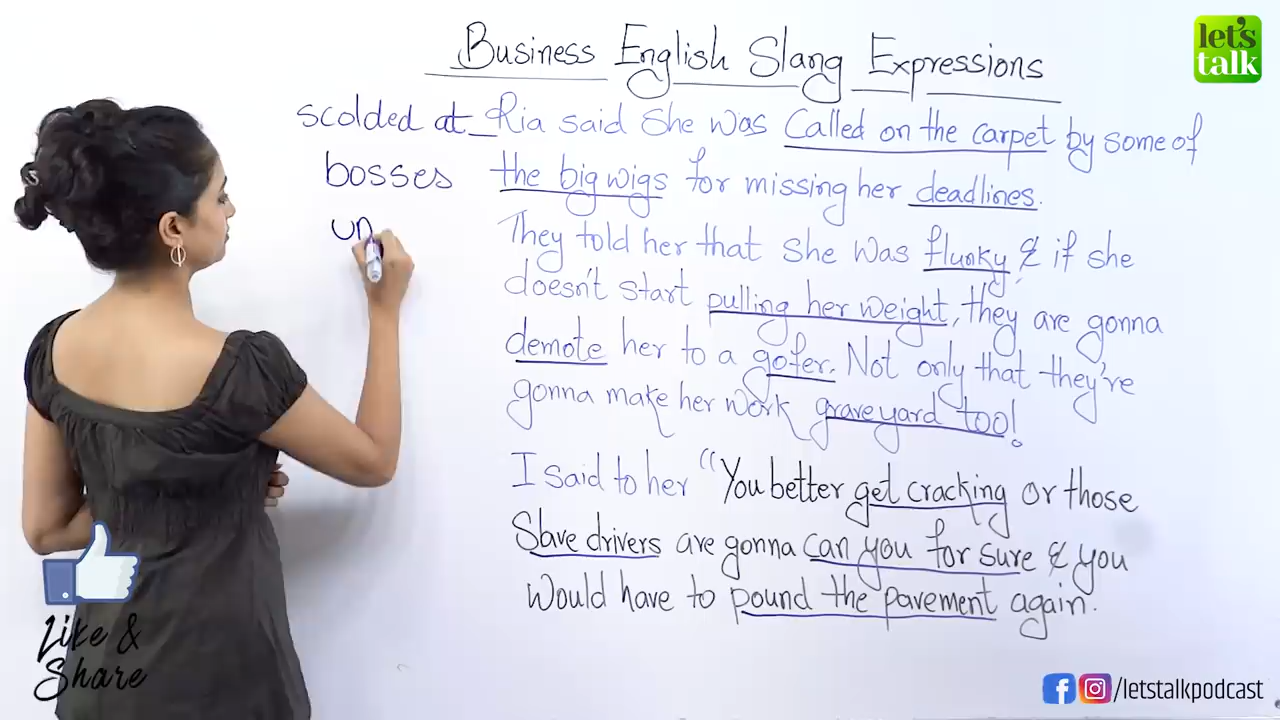 Business English Slang Expressions
let's
talk
scolded at Ria said She was Called on the carpet by some of
bosses the big wigs for missing her deadlines.
un They told her that She was flunky & if she
doesn't start pulling her weight, they are gonna
demote her to a gofer. Not only that they're
gonna make her work graveyard too!
I said to her "You better get cracking or those
Slave drivers are gonna can you for sure & you
Would have to pound the pavement again.
Like &
Share
/letstalkpodcast